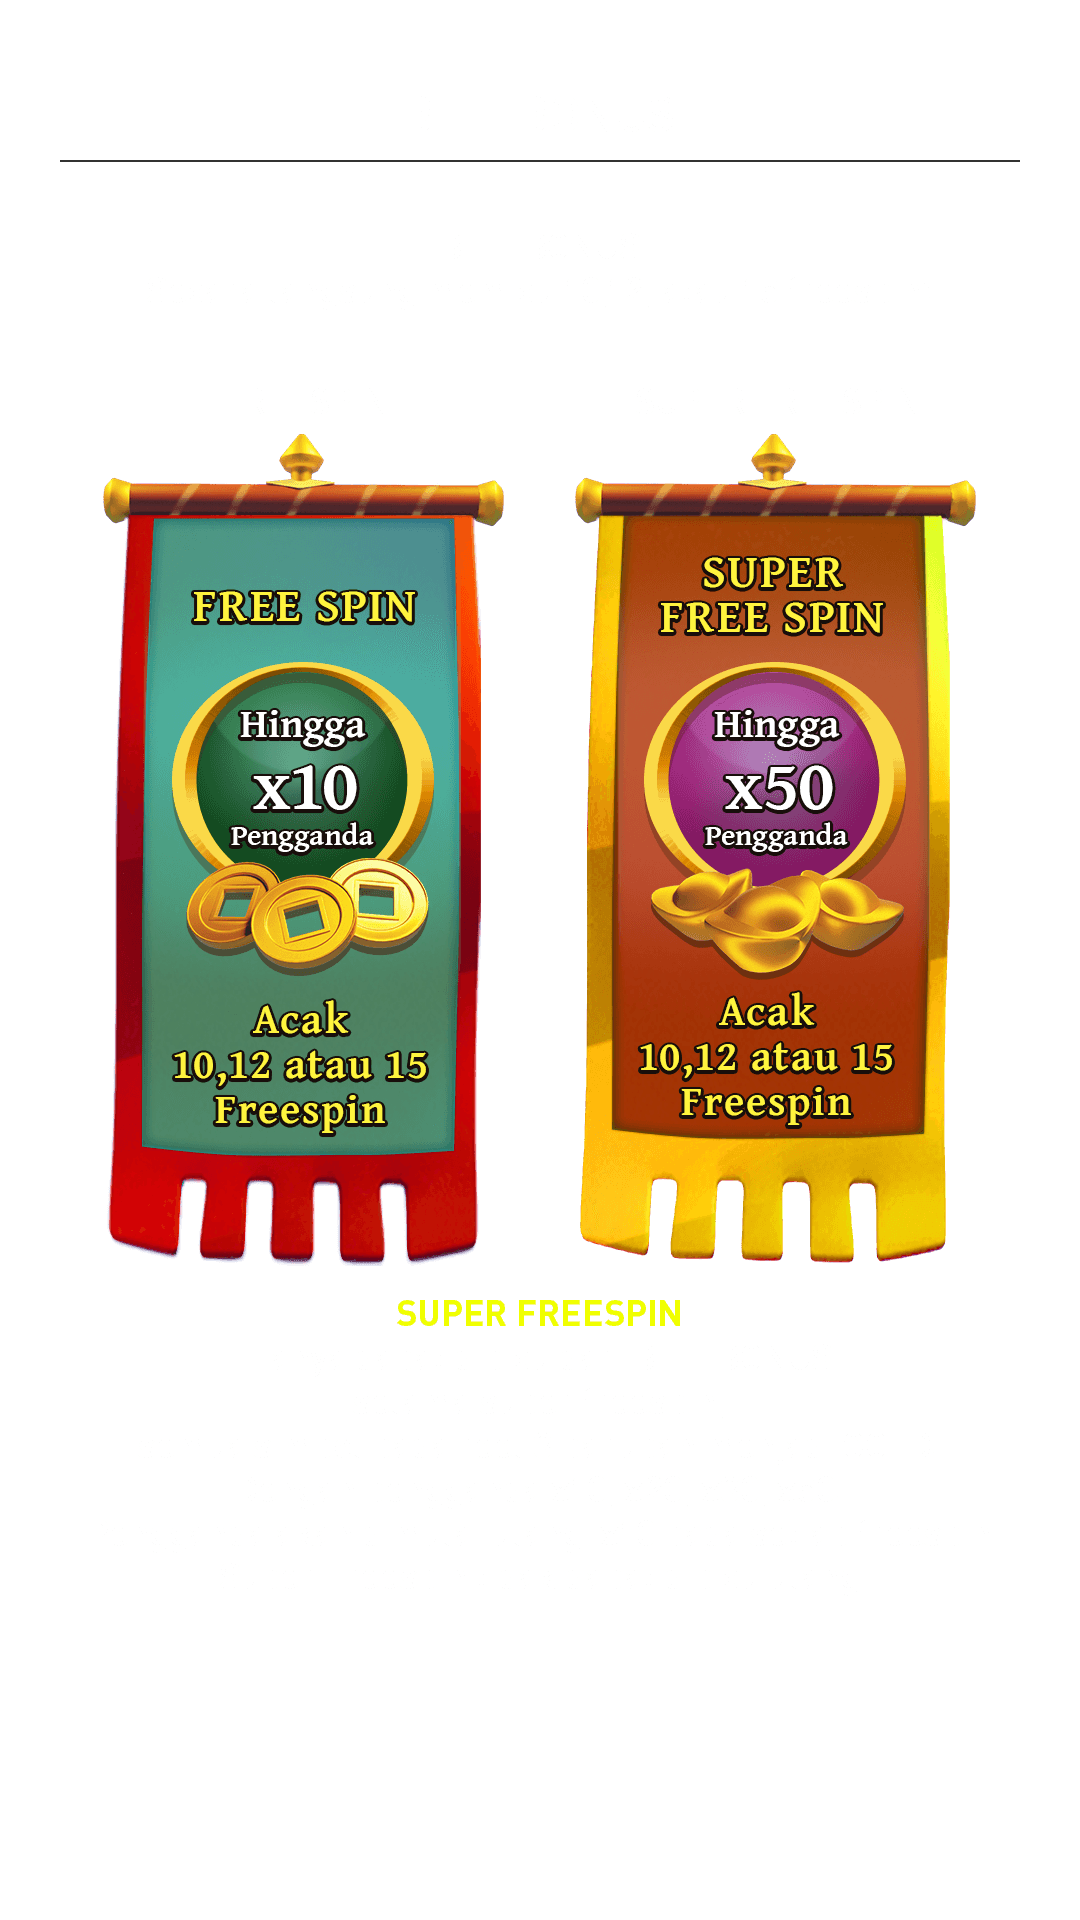 FREE SPIN
Hingga
x10
Pengganda
Acak
10,12 atau 15
Freespin
SUPER
FREE SPIN
Hingga
x50
Pengganda
Acak
10,12 atau 15
Freespin
SUPER FREESPIN